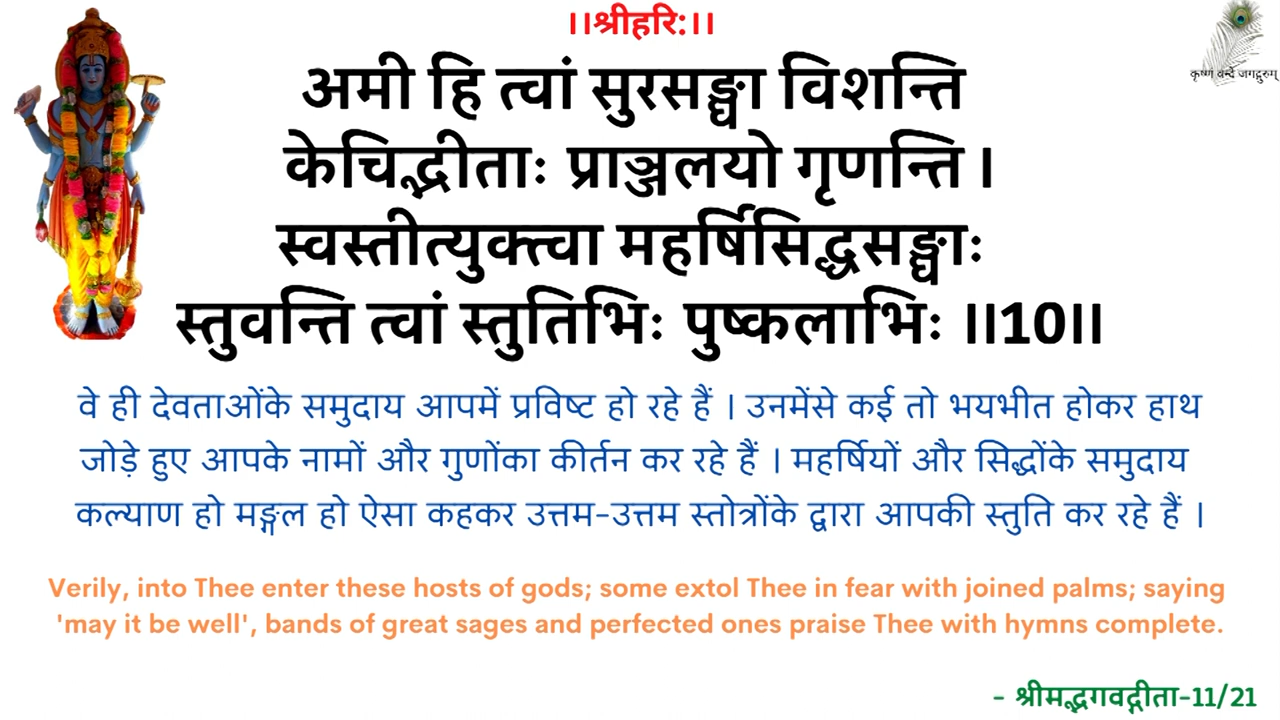 ।।श्रीहरि:।।
कृष्णं वन्दे जगद्गुरुम्
अमी हि त्वां सुरसङ्घा विशन्ति
केचिद्भीताः प्राञ्जलयो गृणन्ति ।
स्वस्तीत्युक्त्वा महर्षिसिद्धसङ्घाः
स्तुवन्ति त्वां स्तुतिभिः पुष्कलाभिः ॥10॥
वे ही देवताओंके समुदाय आपमें प्रविष्ट हो रहे हैं । उनमेंसे कई तो भयभीत होकर हाथ
जोड़े हुए आपके नामों और गुणोंका कीर्तन कर रहे हैं । महर्षियों और सिद्धोंके समुदाय
कल्याण हो मङ्गल हो ऐसा कहकर उत्तम-उत्तम स्तोत्रोंके द्वारा आपकी स्तुति कर रहे हैं ।
Verily, into Thee enter these hosts of gods; some extol Thee in fear with joined palms; saying
'may it be well', bands of great sages and perfected ones praise Thee with hymns complete.
- श्रीमद्भगवद्गीता-11/21